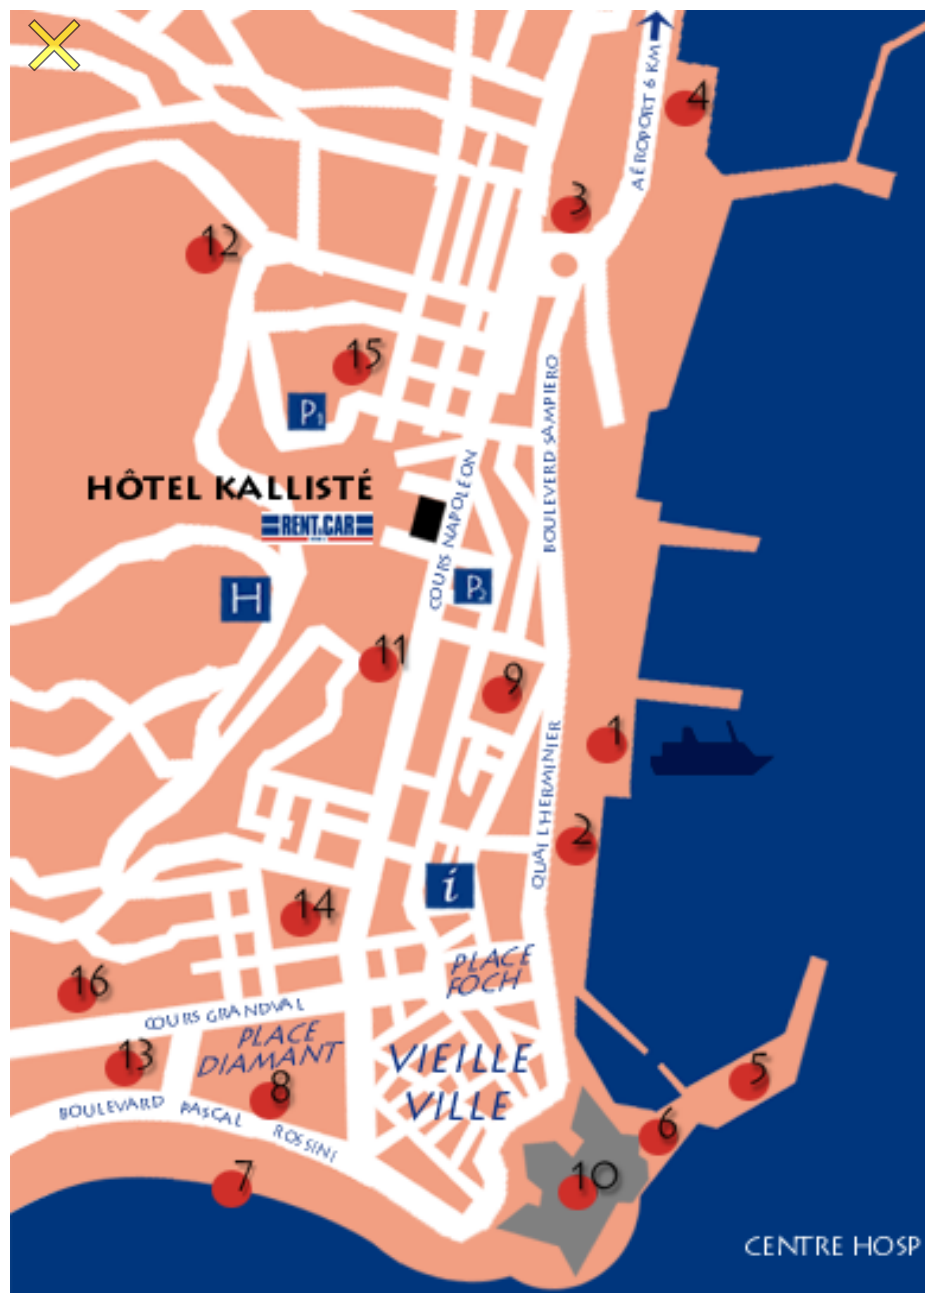 AÉROPORT 6 KM
4
3
12
15
P1
BOULEVERD SAMPIERO
HÔTEL KALLISTÉ
RENT A CAR
COURS NAPOLÉON
P2
H
11
9
1
QUAI L'HERMINIER
2
i
14
PLACE
FOCH
16
COURS GRANDVAL
PLACE
DIAMANT
13
VIEILLE
VILLE
8
5
BOULEVARD PASCAL ROSSINI
6
7
10
CENTRE HOSP